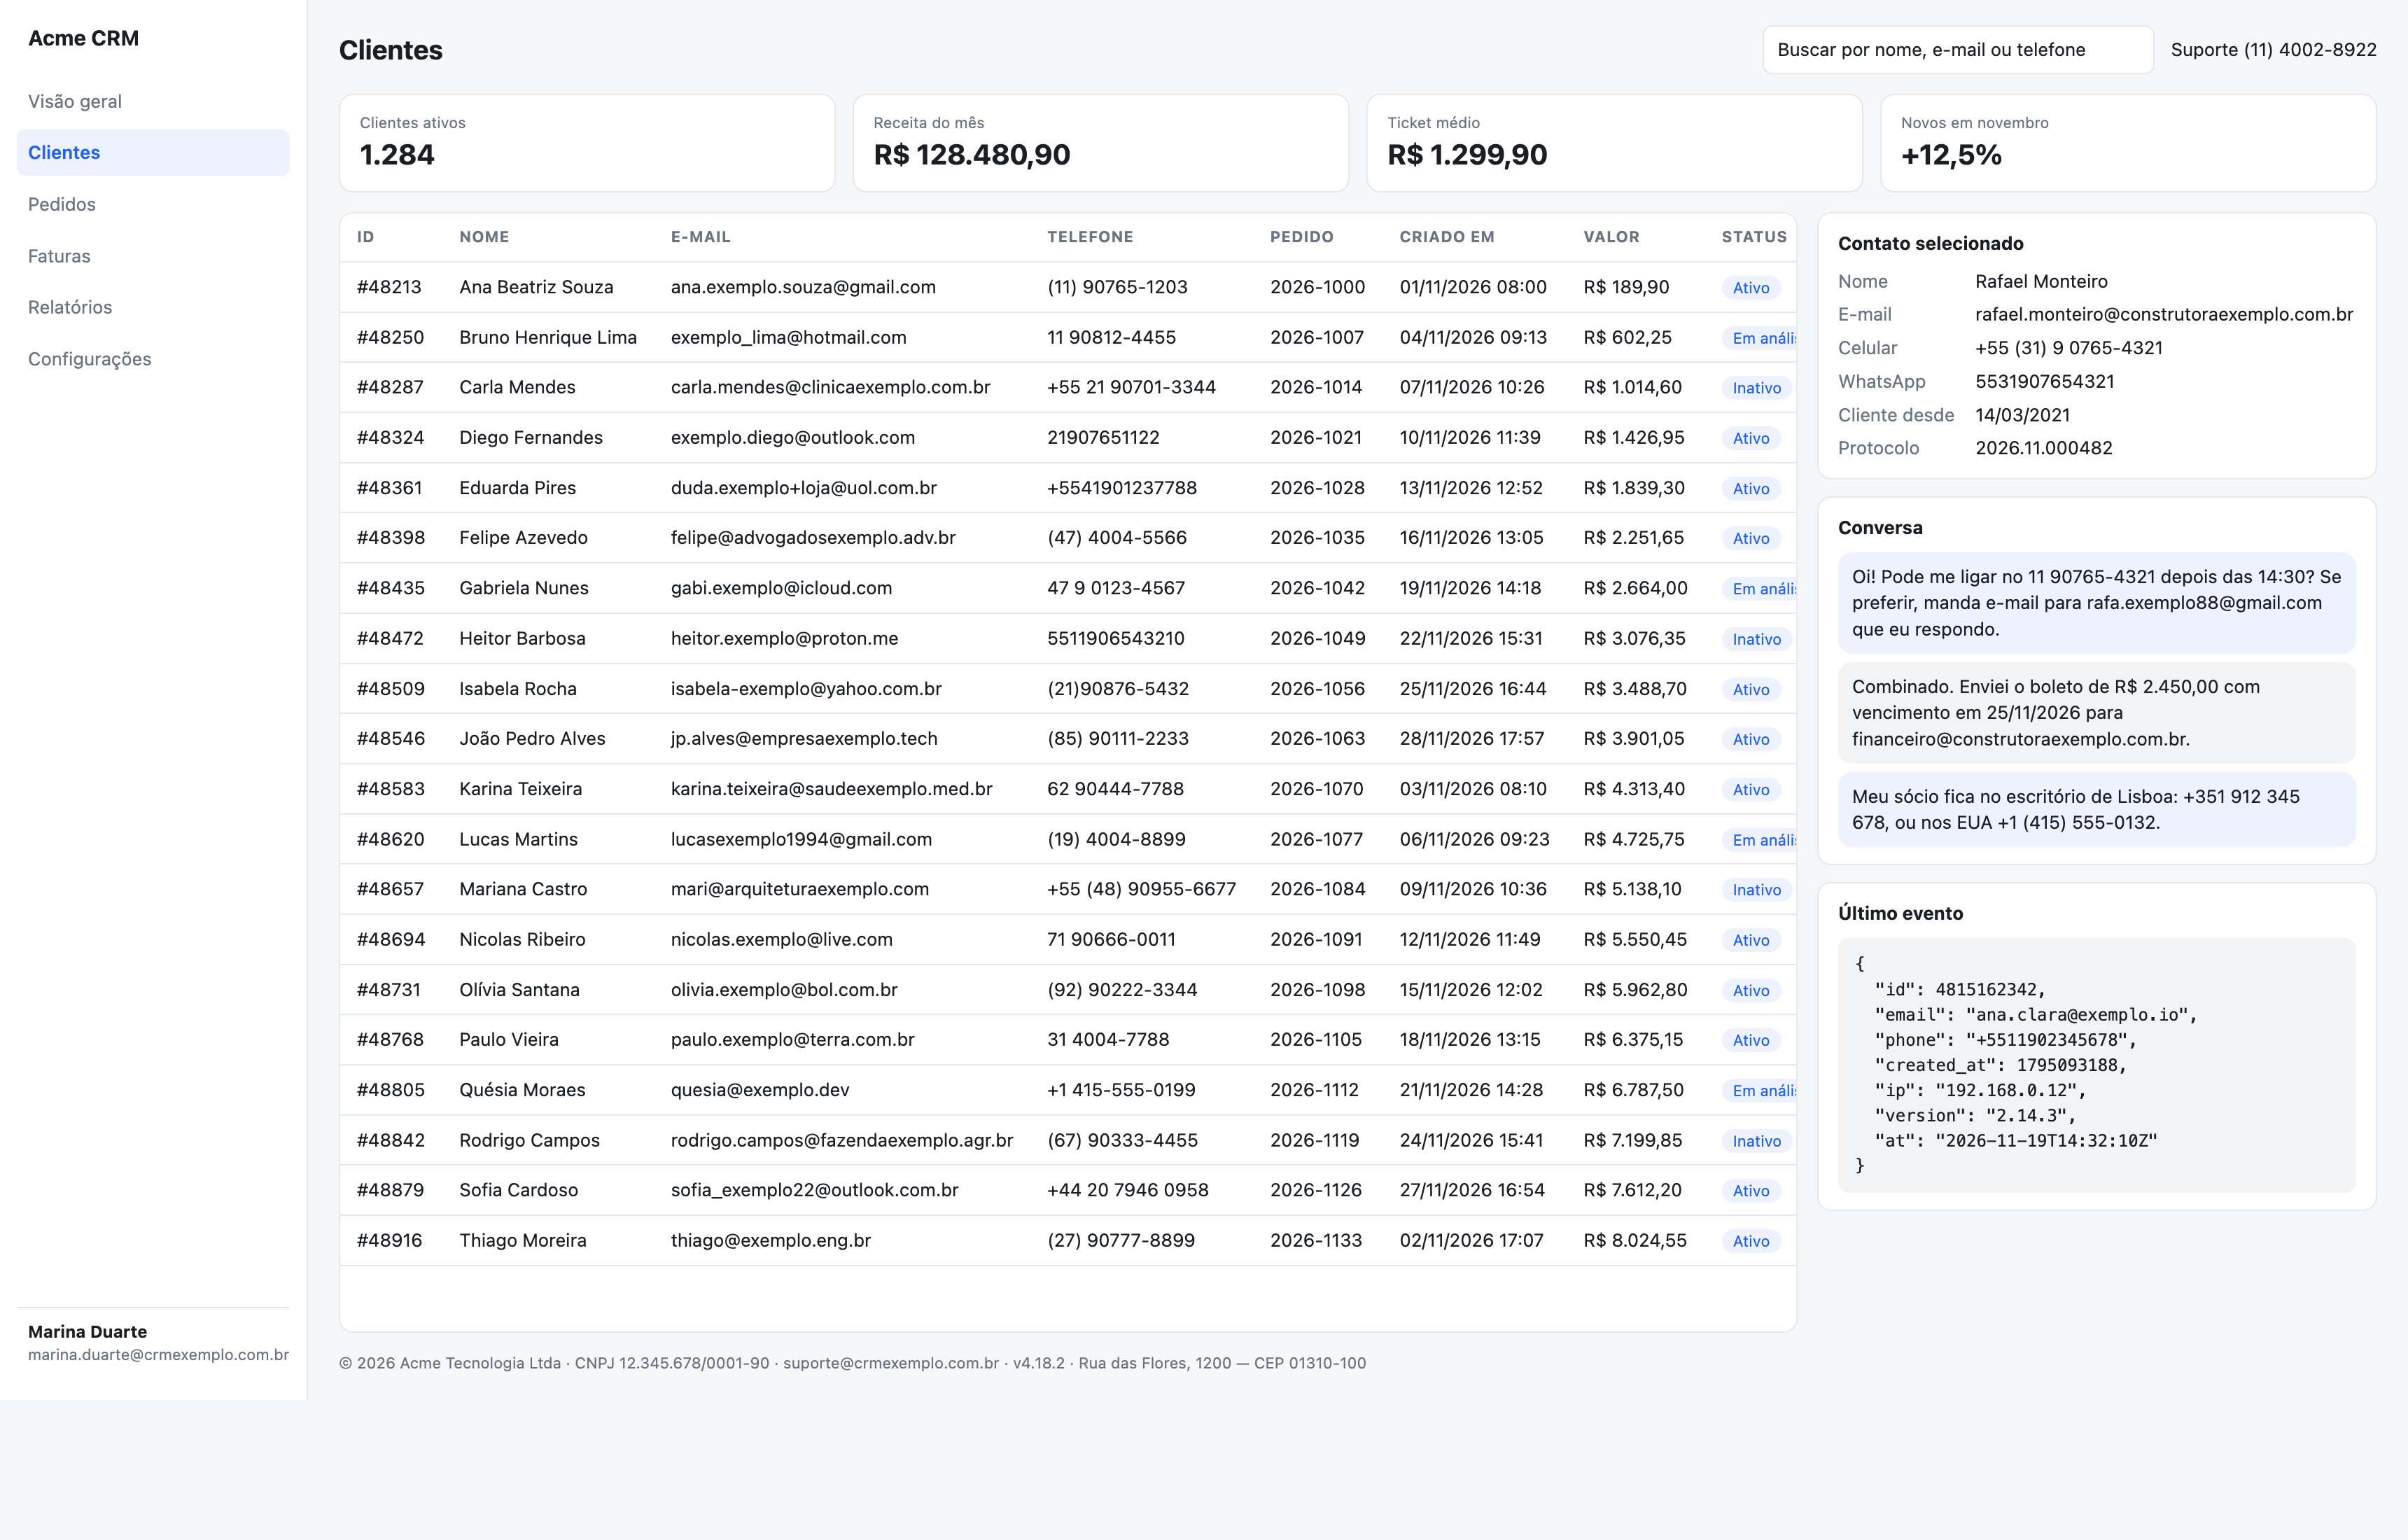 Acme CRM
Visão geral
Clientes
Pedidos
Faturas
Relatórios
Configurações
Marina Duarte
marina.duarte@crmexemplo.com.br
Clientes
Buscar por nome, e-mail ou telefone
Suporte (11) 4002-8922
Clientes ativos
1.284
Receita do mês
R$ 128.480,90
Ticket médio
R$ 1.299,90
Novos em novembro
+12,5%
ID NOME E-MAIL TELEFONE PEDIDO CRIADO EM VALOR STATUS
#48213 Ana Beatriz Souza ana.exemplo.souza@gmail.com (11) 90765-1203 2026-1000 01/11/2026 08:00 R$ 189,90 Ativo
#48250 Bruno Henrique Lima exemplo_lima@hotmail.com 11 90812-4455 2026-1007 04/11/2026 09:13 R$ 602,25 Em anális
#48287 Carla Mendes carla.mendes@clinicaexemplo.com.br +55 21 90701-3344 2026-1014 07/11/2026 10:26 R$ 1.014,60 Inativo
#48324 Diego Fernandes exemplo.diego@outlook.com 21907651122 2026-1021 10/11/2026 11:39 R$ 1.426,95 Ativo
#48361 Eduarda Pires duda.exemplo+loja@uol.com.br +5541901237788 2026-1028 13/11/2026 12:52 R$ 1.839,30 Ativo
#48398 Felipe Azevedo felipe@advogadosexemplo.adv.br (47) 4004-5566 2026-1035 16/11/2026 13:05 R$ 2.251,65 Ativo
#48435 Gabriela Nunes gabi.exemplo@icloud.com 47 9 0123-4567 2026-1042 19/11/2026 14:18 R$ 2.664,00 Em anális
#48472 Heitor Barbosa heitor.exemplo@proton.me 5511906543210 2026-1049 22/11/2026 15:31 R$ 3.076,35 Inativo
#48509 Isabela Rocha isabela-exemplo@yahoo.com.br (21)90876-5432 2026-1056 25/11/2026 16:44 R$ 3.488,70 Ativo
#48546 João Pedro Alves jp.alves@empresaexemplo.tech (85) 90111-2233 2026-1063 28/11/2026 17:57 R$ 3.901,05 Ativo
#48583 Karina Teixeira karina.teixeira@saudeexemplo.med.br 62 90444-7788 2026-1070 03/11/2026 08:10 R$ 4.313,40 Ativo
#48620 Lucas Martins lucasexemplo1994@gmail.com (19) 4004-8899 2026-1077 06/11/2026 09:23 R$ 4.725,75 Em anális
#48657 Mariana Castro mari@arquiteturaexemplo.com +55 (48) 90955-6677 2026-1084 09/11/2026 10:36 R$ 5.138,10 Inativo
#48694 Nicolas Ribeiro nicolas.exemplo@live.com 71 90666-0011 2026-1091 12/11/2026 11:49 R$ 5.550,45 Ativo
#48731 Olívia Santana olivia.exemplo@bol.com.br (92) 90222-3344 2026-1098 15/11/2026 12:02 R$ 5.962,80 Ativo
#48768 Paulo Vieira paulo.exemplo@terra.com.br 31 4004-7788 2026-1105 18/11/2026 13:15 R$ 6.375,15 Ativo
#48805 Quésia Moraes quesia@exemplo.dev +1 415-555-0199 2026-1112 21/11/2026 14:28 R$ 6.787,50 Em anális
#48842 Rodrigo Campos rodrigo.campos@fazendaexemplo.agr.br (67) 90333-4455 2026-1119 24/11/2026 15:41 R$ 7.199,85 Inativo
#48879 Sofia Cardoso sofia_exemplo22@outlook.com.br +44 20 7946 0958 2026-1126 27/11/2026 16:54 R$ 7.612,20 Ativo
#48916 Thiago Moreira thiago@exemplo.eng.br (27) 90777-8899 2026-1133 02/11/2026 17:07 R$ 8.024,55 Ativo
Contato selecionado
Nome Rafael Monteiro
E-mail rafael.monteiro@construtoraexemplo.com.br
Celular +55 (31) 9 0765-4321
WhatsApp 5531907654321
Cliente desde 14/03/2021
Protocolo 2026.11.000482
Conversa
Oi! Pode me ligar no 11 90765-4321 depois das 14:30? Se
preferir, manda e-mail para rafa.exemplo88@gmail.com
que eu respondo.
Combinado. Enviei o boleto de R$ 2.450,00 com
vencimento em 25/11/2026 para
financeiro@construtoraexemplo.com.br.
Meu sócio fica no escritório de Lisboa: +351 912 345
678, ou nos EUA +1 (415) 555-0132.
Último evento
{
"id": 4815162342,
"email": "ana.clara@exemplo.io",
"phone": "+5511902345678",
"created_at": 1795093188,
"ip": "192.168.0.12",
"version": "2.14.3",
"at": "2026-11-19T14:32:10Z"
}
© 2026 Acme Tecnologia Ltda · CNPJ 12.345.678/0001-90 · suporte@crmexemplo.com.br · v4.18.2 · Rua das Flores, 1200 — CEP 01310-100